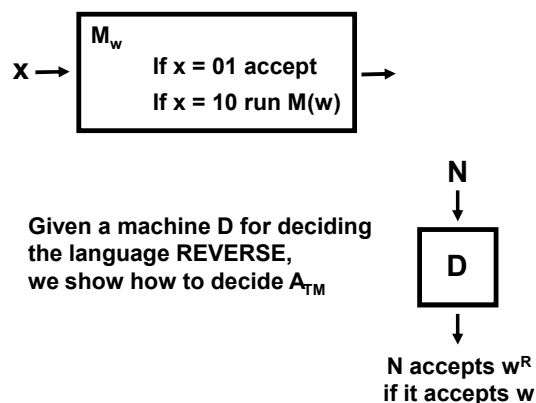 M_w
x
If x = 01 accept
If x = 10 run M(w)
N
Given a machine D for deciding
the language REVERSE,
we show how to decide A_TM
D
N accepts w^R
if it accepts w